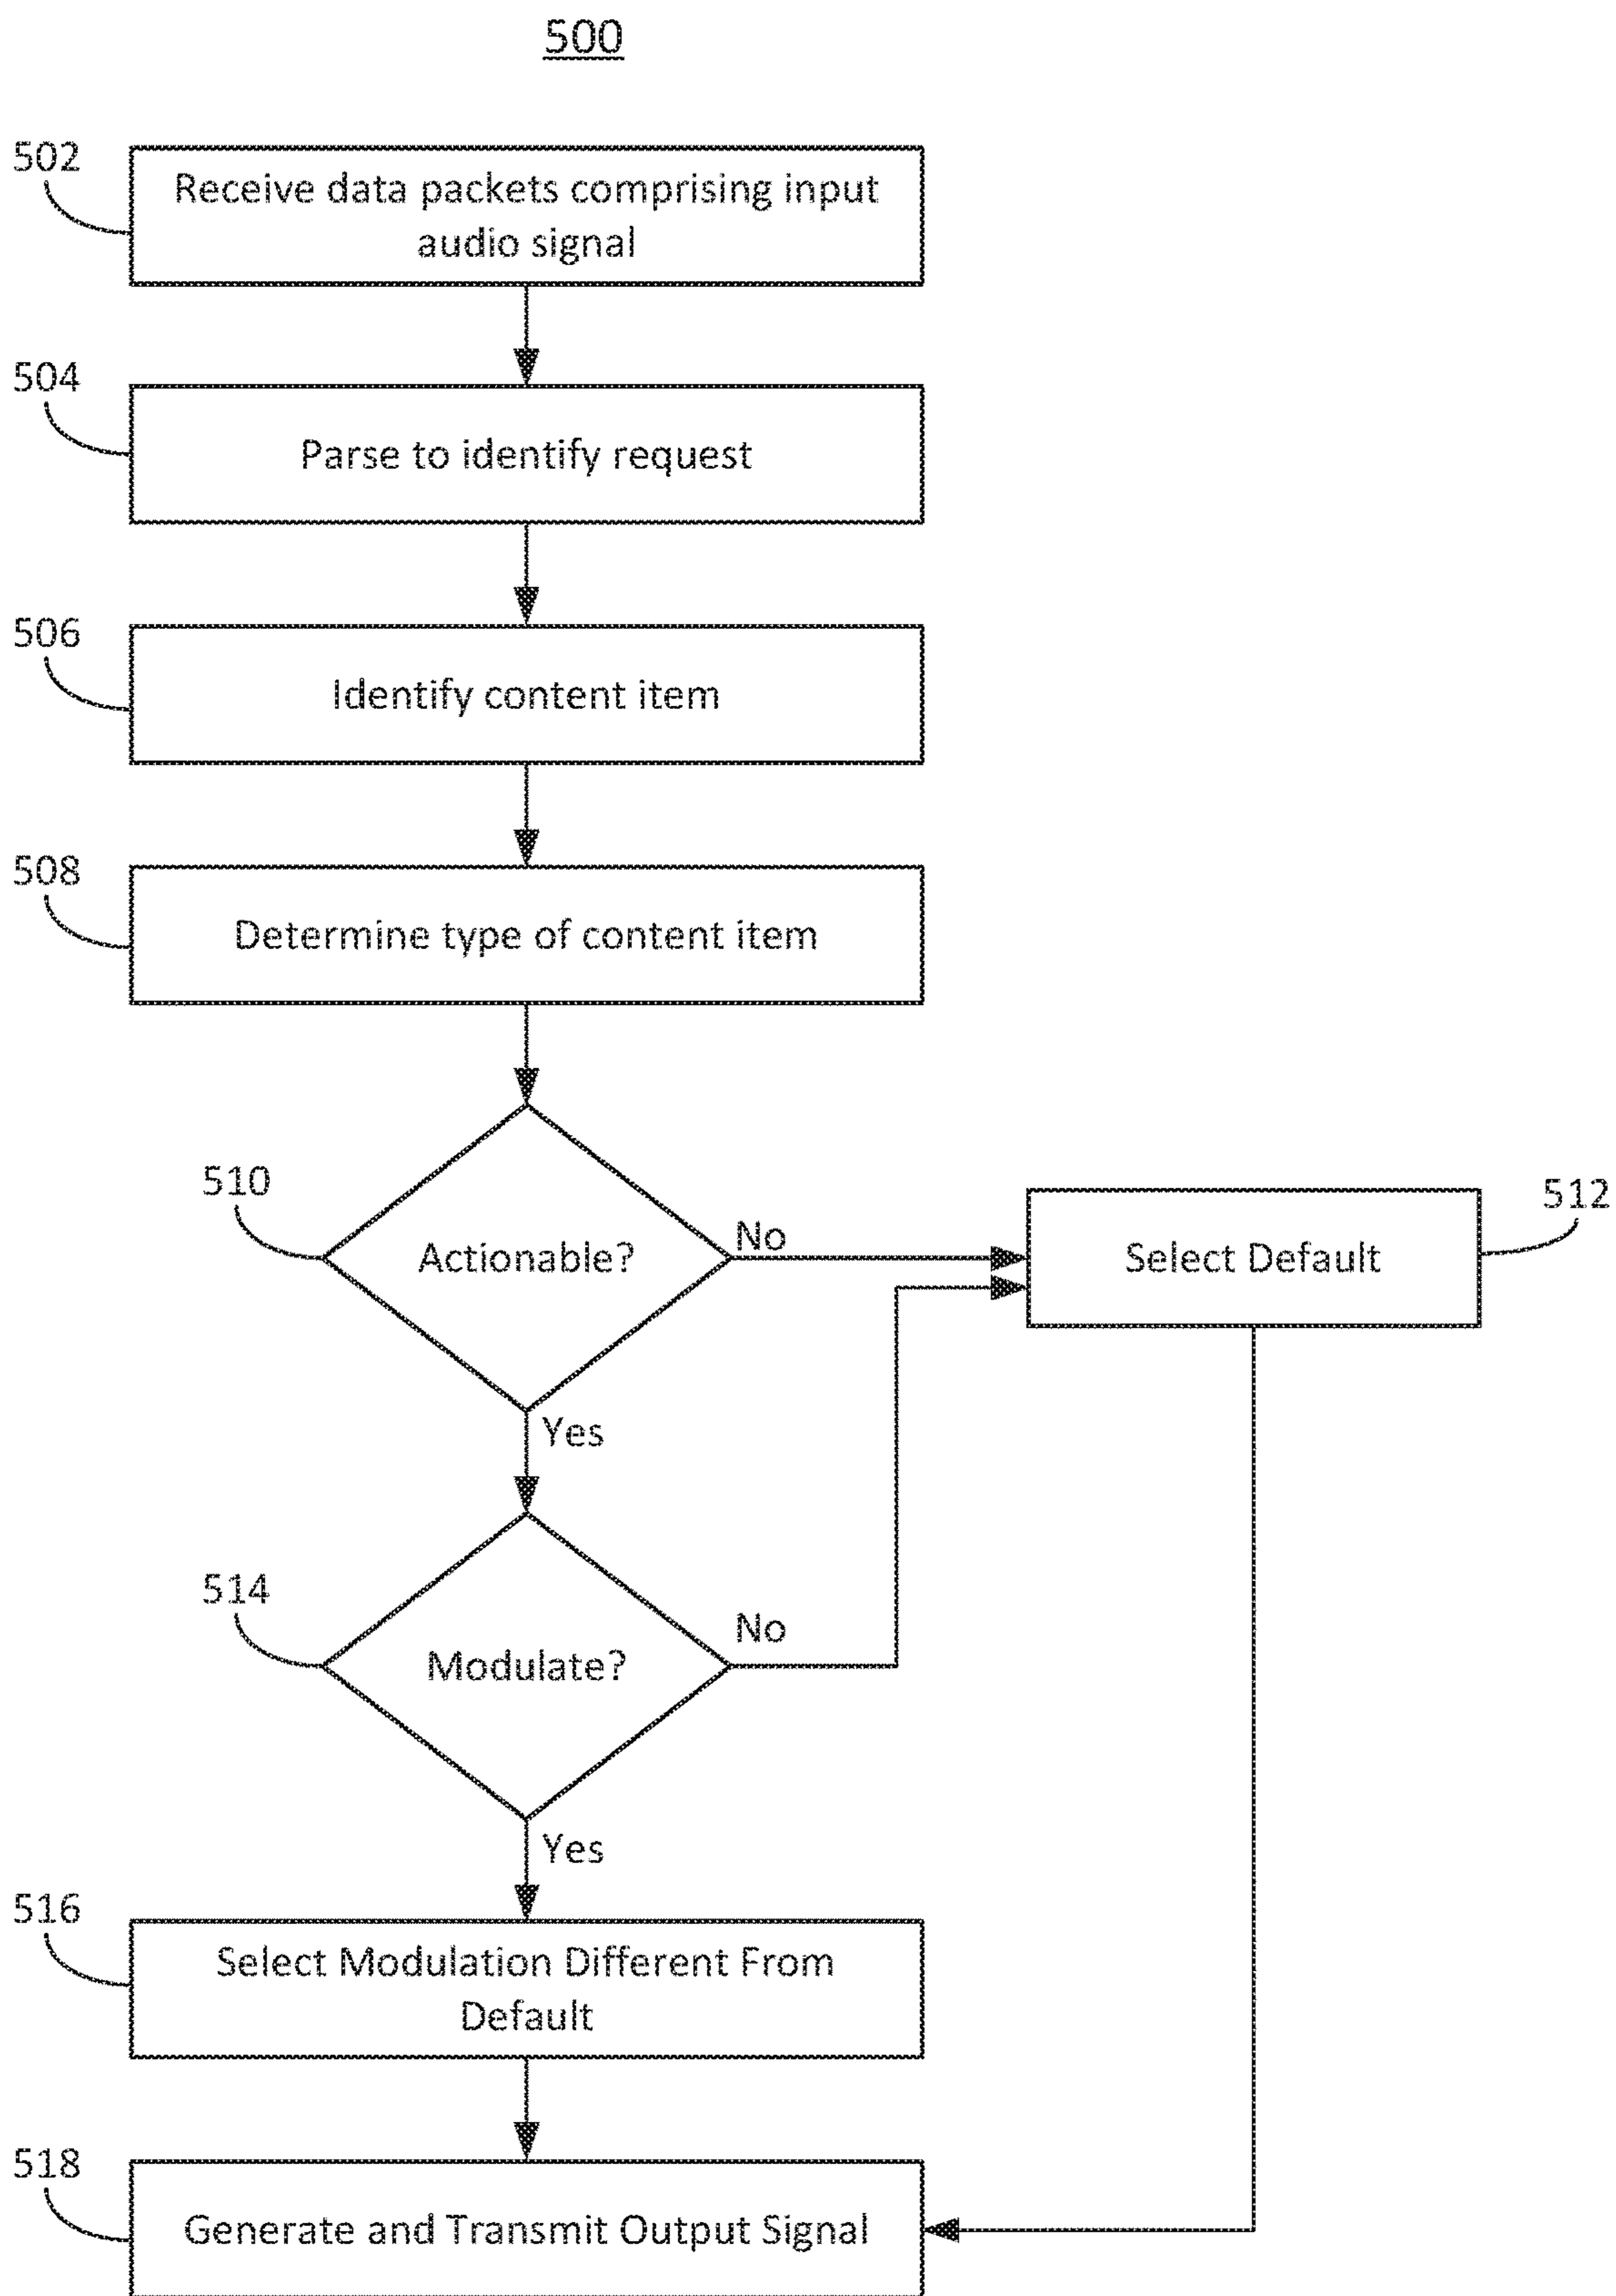 500
502
Receive data packets comprising input
audio signal
504
Parse to identify request
506
Identify content item
508
Determine type of content item
510
Actionable?
No
Select Default
512
Yes
514
Modulate?
No
Yes
516
Select Modulation Different From
Default
518
Generate and Transmit Output Signal